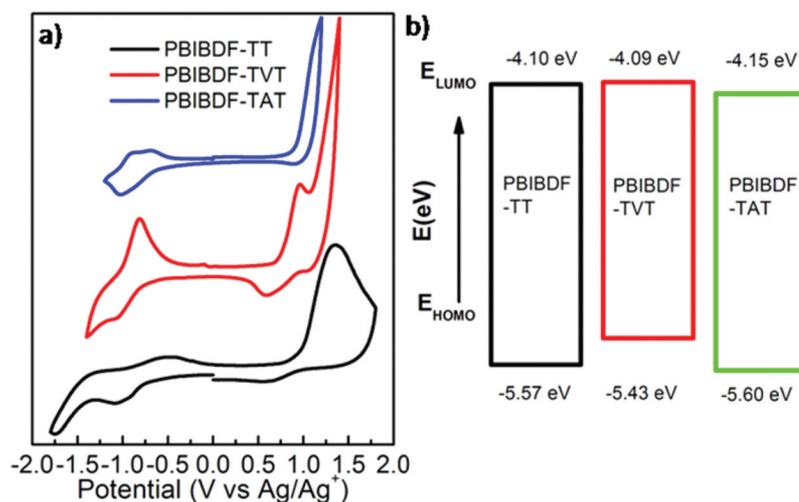 a)
PBIBDF-TT
PBIBDF-TVT
PBIBDF-TAT
-2.0 -1.5 -1.0 -0.5 0.0 0.5 1.0 1.5 2.0
Potential (V vs Ag/Ag+)
b)
-4.10 eV -4.09 eV -4.15 eV
ELUMO
E(eV)
EHOMO
PBIBDF
-TT
PBIBDF
-TVT
PBIBDF
-TAT
-5.57 eV -5.43 eV -5.60 eV